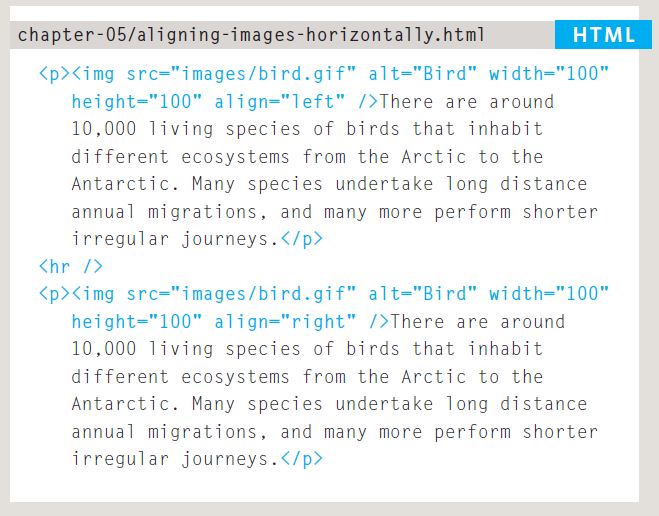 chapter-05/aligning-images-horizontally.html HTML
<p><img src="images/bird.gif" alt="Bird" width="100"
height="100" align="left" />There are around
10,000 living species of birds that inhabit
different ecosystems from the Arctic to the
Antarctic. Many species undertake long distance
annual migrations, and many more perform shorter
irregular journeys.</p>
<hr />
<p><img src="images/bird.gif" alt="Bird" width="100"
height="100" align="right" />There are around
10,000 living species of birds that inhabit
different ecosystems from the Arctic to the
Antarctic. Many species undertake long distance
annual migrations, and many more perform shorter
irregular journeys.</p>